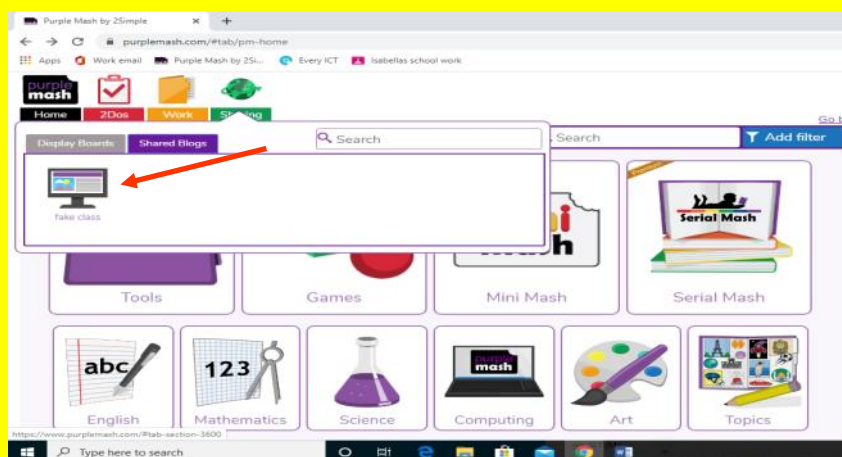 Purple Mash by 2Simple
purplemash.com/#tab/pm-home
Apps Work email Purple Mash by 2Si... Every ICT Isabellas school work
purple
mash
Home 2Dos Work Sharing
Go b
Display Boards Shared Blogs Search
Search Add filter
fake class
Serial Mash
Tools Games Mini Mash Serial Mash
abc 123 purple mash
English Mathematics Science Computing Art Topics
https://www.purplemash.com/#tab-section-3600
Type here to search